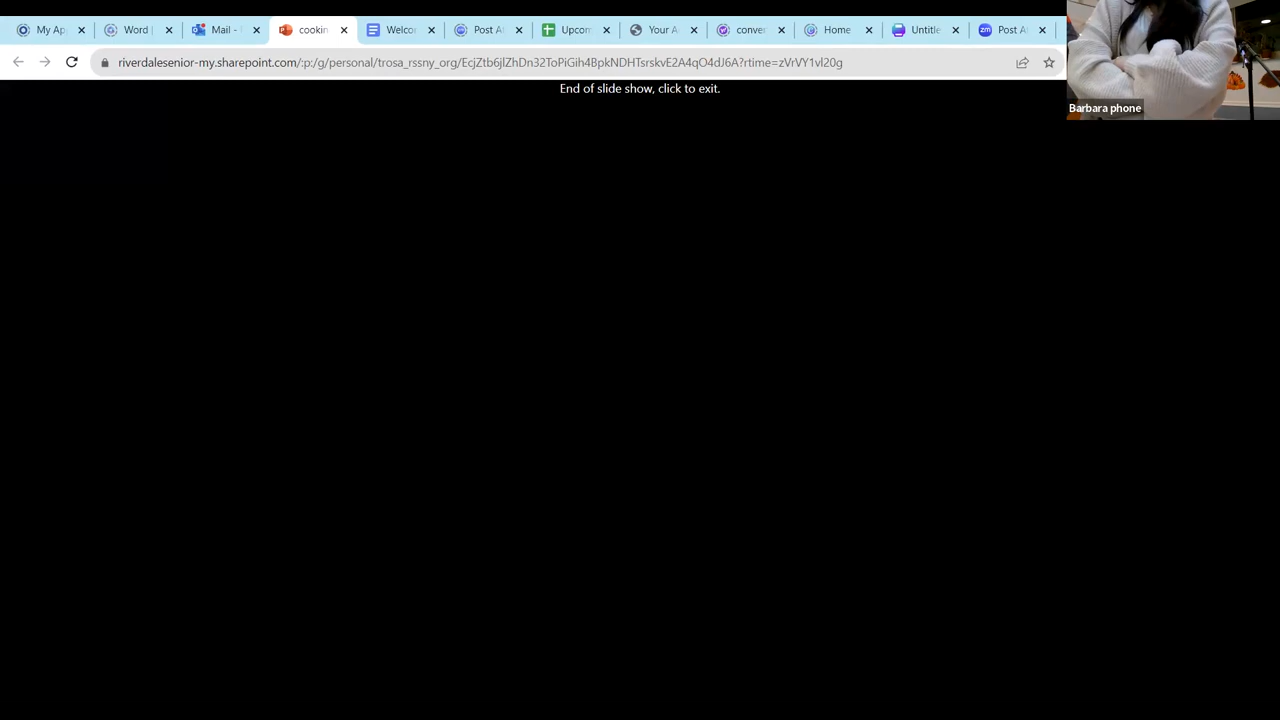 My Ap
Word
Mail -
cookin
Welco
Post A
Upcom
Your A
conver
Home
Untitle
Post A
riverdalesenior-my.sharepoint.com/:p:/g/personal/trosa_rssny_org/EcjZtb6jlZhDn32ToPiGih4BpkNDHTsrskvE2A4qO4dJ6A?rtime=zVrVY1vl20g
End of slide show, click to exit.
Barbara phone